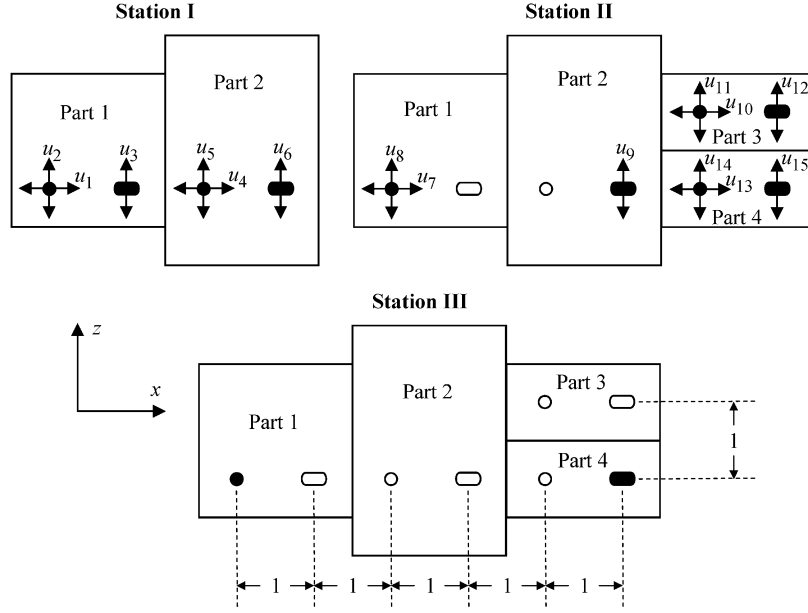 Station I
Station II
Part 1
Part 2
u2
u3
u1
u5
u6
u4
Part 1
Part 2
u8
u7
u9
u11
u12
u10
Part 3
u14
u15
u13
Part 4
Station III
z
x
Part 1
Part 2
Part 3
Part 4
1
1 1 1 1 1